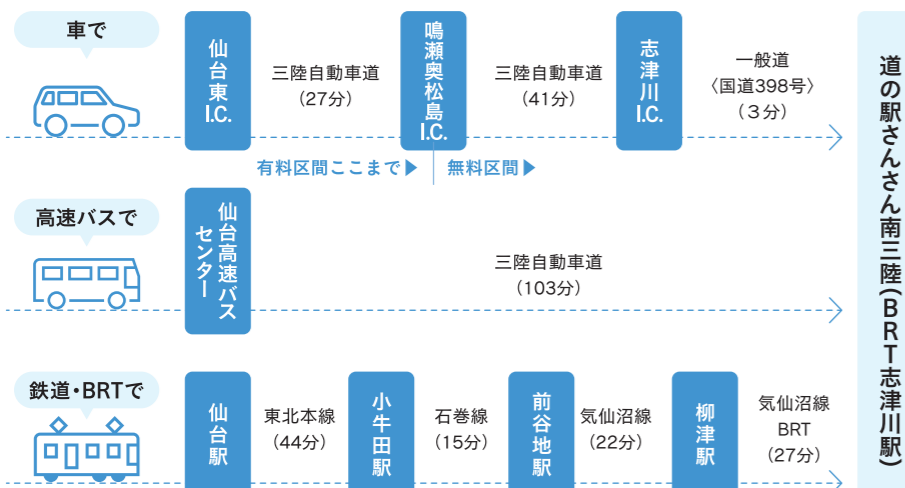 車で
仙台東I.C.
三陸自動車道
（27分）
鳴瀬奥松島I.C.
三陸自動車道
（41分）
志津川I.C.
一般道
〈国道398号〉
（３分）
有料区間ここまで▶
無料区間▶
高速バスで
仙台高速バス
センター
三陸自動車道
（103分）
鉄道・BRTで
仙台駅
東北本線
（44分）
小牛田駅
石巻線
（15分）
前谷地駅
気仙沼線
（22分）
柳津駅
気仙沼線
BRT
（27分）
道の駅さんさん南三陸(BRT志津川駅)